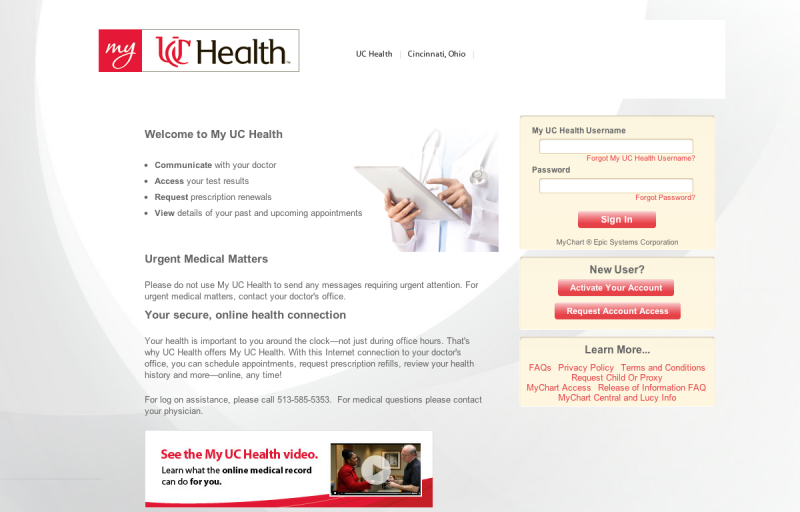 my UC Health™
UC Health | Cincinnati, Ohio |
Welcome to My UC Health
• Communicate with your doctor
• Access your test results
• Request prescription renewals
• View details of your past and upcoming appointments
Urgent Medical Matters
Please do not use My UC Health to send any messages requiring urgent attention. For
urgent medical matters, contact your doctor's office.
Your secure, online health connection
Your health is important to you around the clock—not just during office hours. That's
why UC Health offers My UC Health. With this Internet connection to your doctor's
office, you can schedule appointments, request prescription refills, review your health
history and more—online, any time!
For log on assistance, please call 513-585-5353. For medical questions please contact
your physician.
See the My UC Health video.
Learn what the online medical record
can do for you.
My UC Health Username
Forgot My UC Health Username?
Password
Forgot Password?
Sign In
MyChart ® Epic Systems Corporation
New User?
Activate Your Account
Request Account Access
Learn More...
FAQs Privacy Policy Terms and Conditions
Request Child Or Proxy
MyChart Access Release of Information FAQ
MyChart Central and Lucy Info